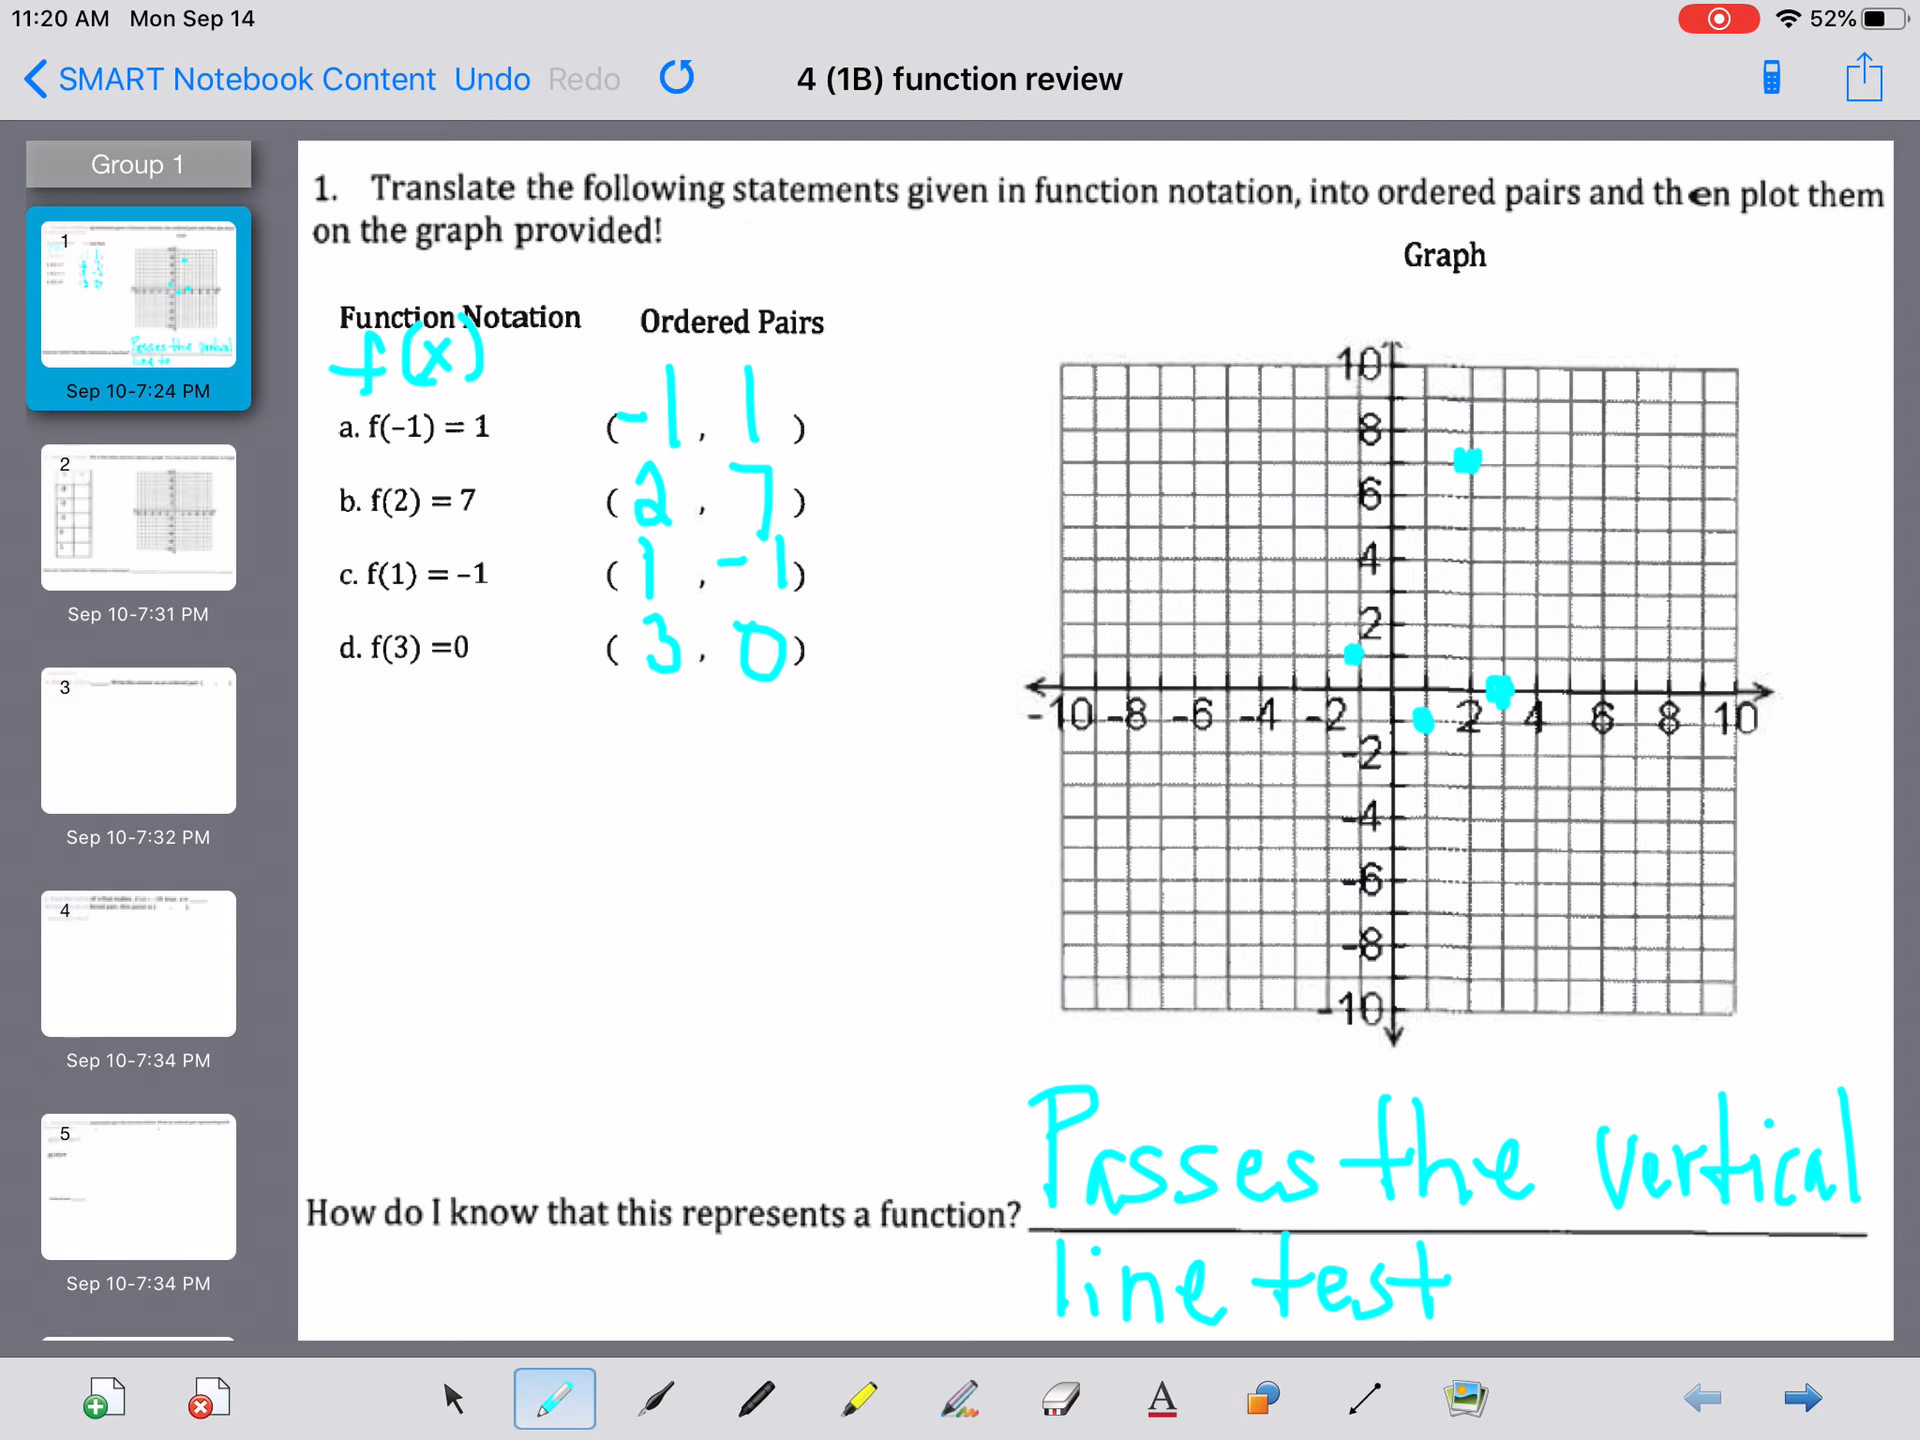 11:20 AM Mon Sep 14
52%
SMART Notebook Content Undo Redo
4 (1B) function review
Group 1
1
Sep 10-7:24 PM
2
Sep 10-7:31 PM
3
Sep 10-7:32 PM
4
Sep 10-7:34 PM
5
Sep 10-7:34 PM
1. Translate the following statements given in function notation, into ordered pairs and then plot them
on the graph provided!
Graph
Function Notation Ordered Pairs
f(x)
a. f(-1) = 1 (-1, 1)
b. f(2) = 7 (2, 7)
c. f(1) = -1 (1, -1)
d. f(3) =0 (3, 0)
10
8
6
4
2
-10 -8 -6 -4 -2 2 4 6 8 10
-2
-4
-6
-8
-10
How do I know that this represents a function? Passes the vertical
line test
A